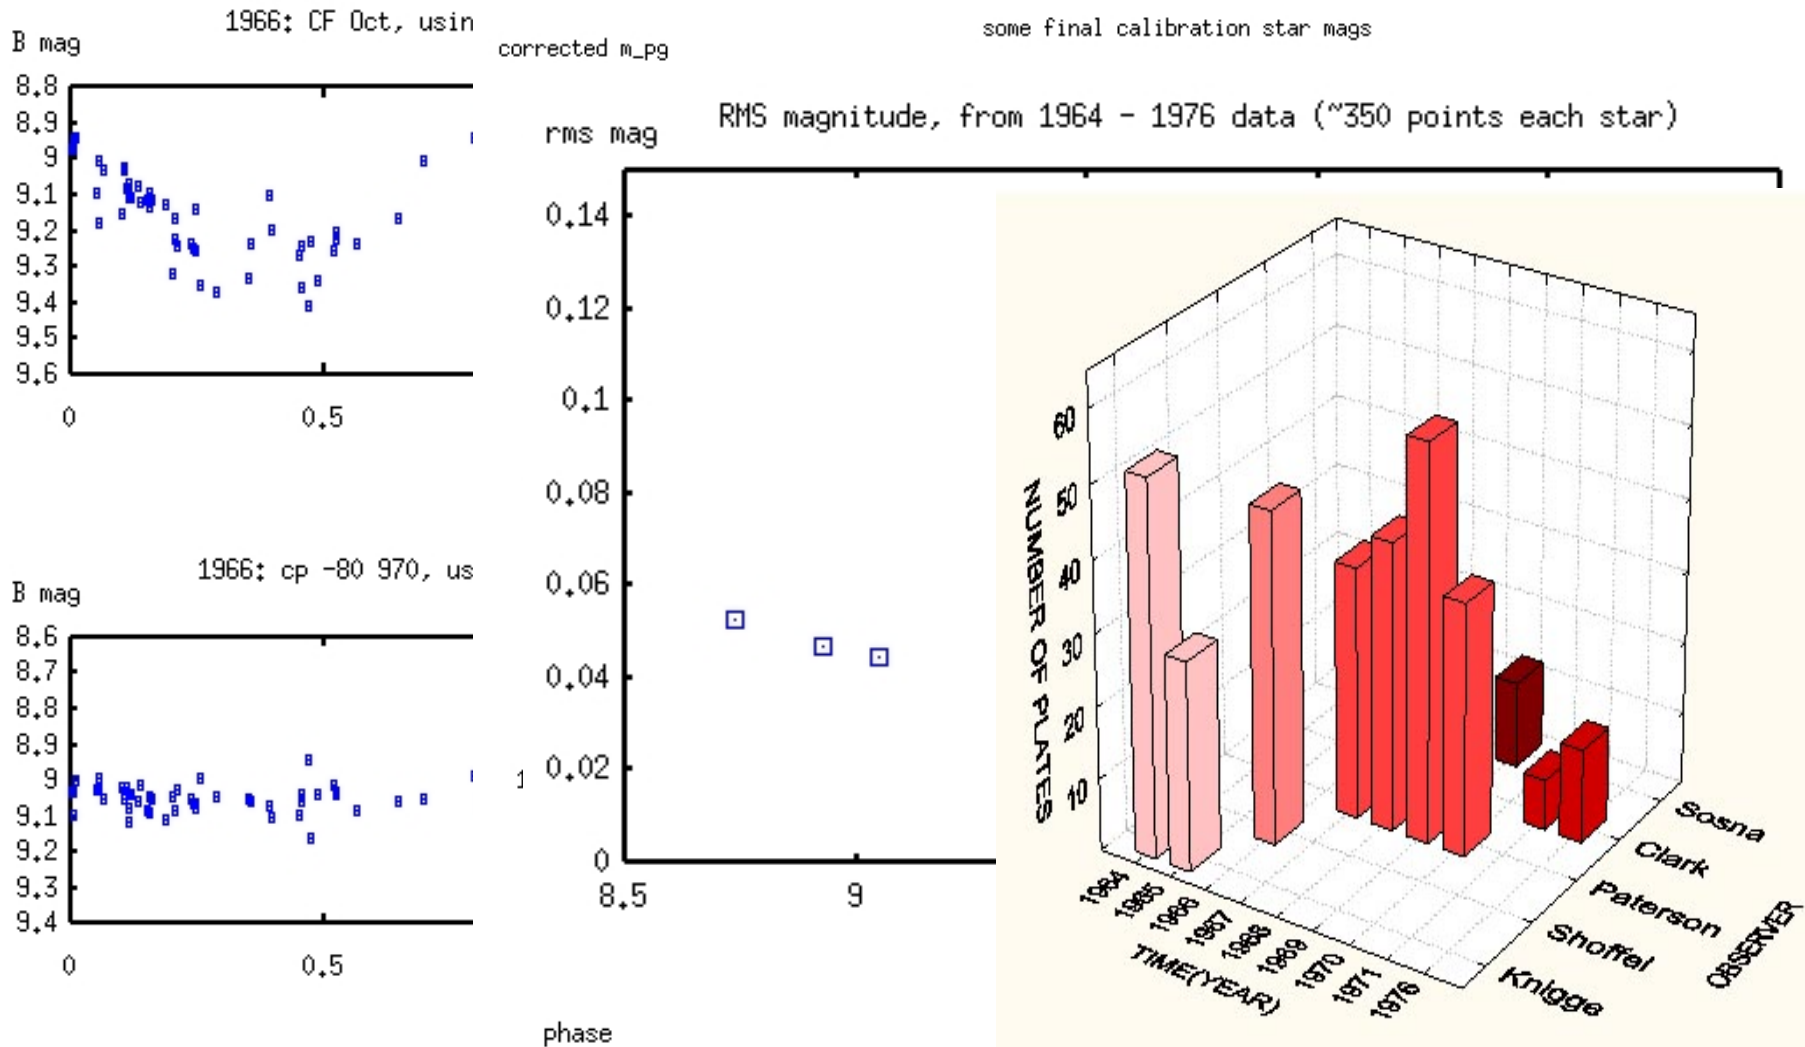 1966: CF Oct, usin
B mag
8.8
8.9
9
9.1
9.2
9.3
9.4
9.5
9.6
0
0.5
1966: cp -80 970, us
B mag
8.6
8.7
8.8
8.9
9
9.1
9.2
9.3
9.4
0
0.5
some final calibration star mags
corrected m_pg
1
phase
RMS magnitude, from 1964 - 1976 data (~350 points each star)
rms mag
0.14
0.12
0.1
0.08
0.06
0.04
0.02
0
8.5
9
NUMBER OF PLATES
60
50
40
30
20
10
1964
1965
1966
1967
1968
1969
1970
1971
1976
TIME(YEAR)
Sosna
Clark
Paterson
Shoffel
Knigge
OBSERVER